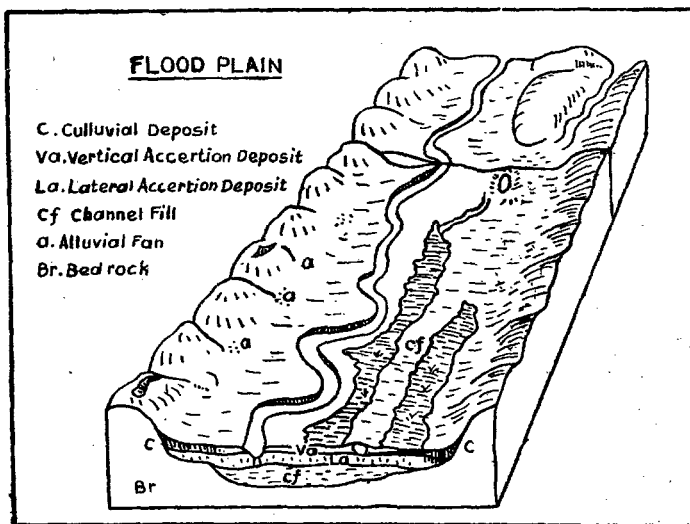 FLOOD PLAIN
C. Culluvial Deposit
Va. Vertical Accertion Deposit
La. Lateral Accertion Deposit
Cf Channel Fill
a. Alluvial Fan
Br. Bed rock
a
a
a
cf
C
Va
La
C
Br
cf